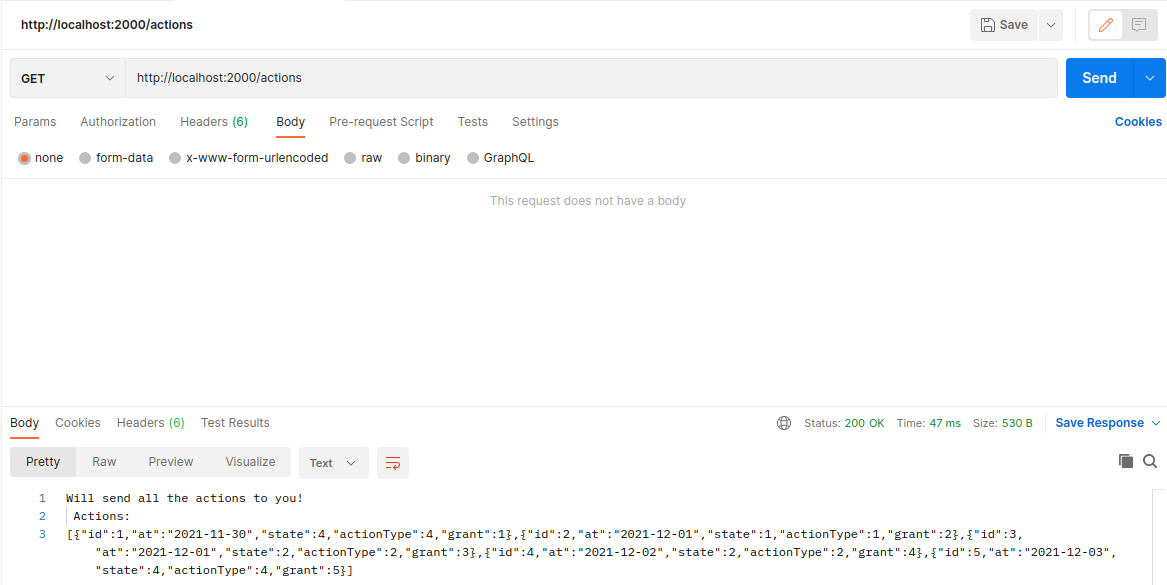 http://localhost:2000/actions
Save
GET
http://localhost:2000/actions
Send
Params Authorization Headers (6) Body Pre-request Script Tests Settings Cookies
none form-data x-www-form-urlencoded raw binary GraphQL
This request does not have a body
Body Cookies Headers (6) Test Results Status: 200 OK Time: 47 ms Size: 530 B Save Response
Pretty Raw Preview Visualize Text
1 Will send all the actions to you!
2 Actions:
3 [{"id":1,"at":"2021-11-30","state":4,"actionType":4,"grant":1},{"id":2,"at":"2021-12-01","state":1,"actionType":1,"grant":2},{"id":3,
"at":"2021-12-01","state":2,"actionType":2,"grant":3},{"id":4,"at":"2021-12-02","state":2,"actionType":2,"grant":4},{"id":5,"at":"2021-12-03",
"state":4,"actionType":4,"grant":5}]